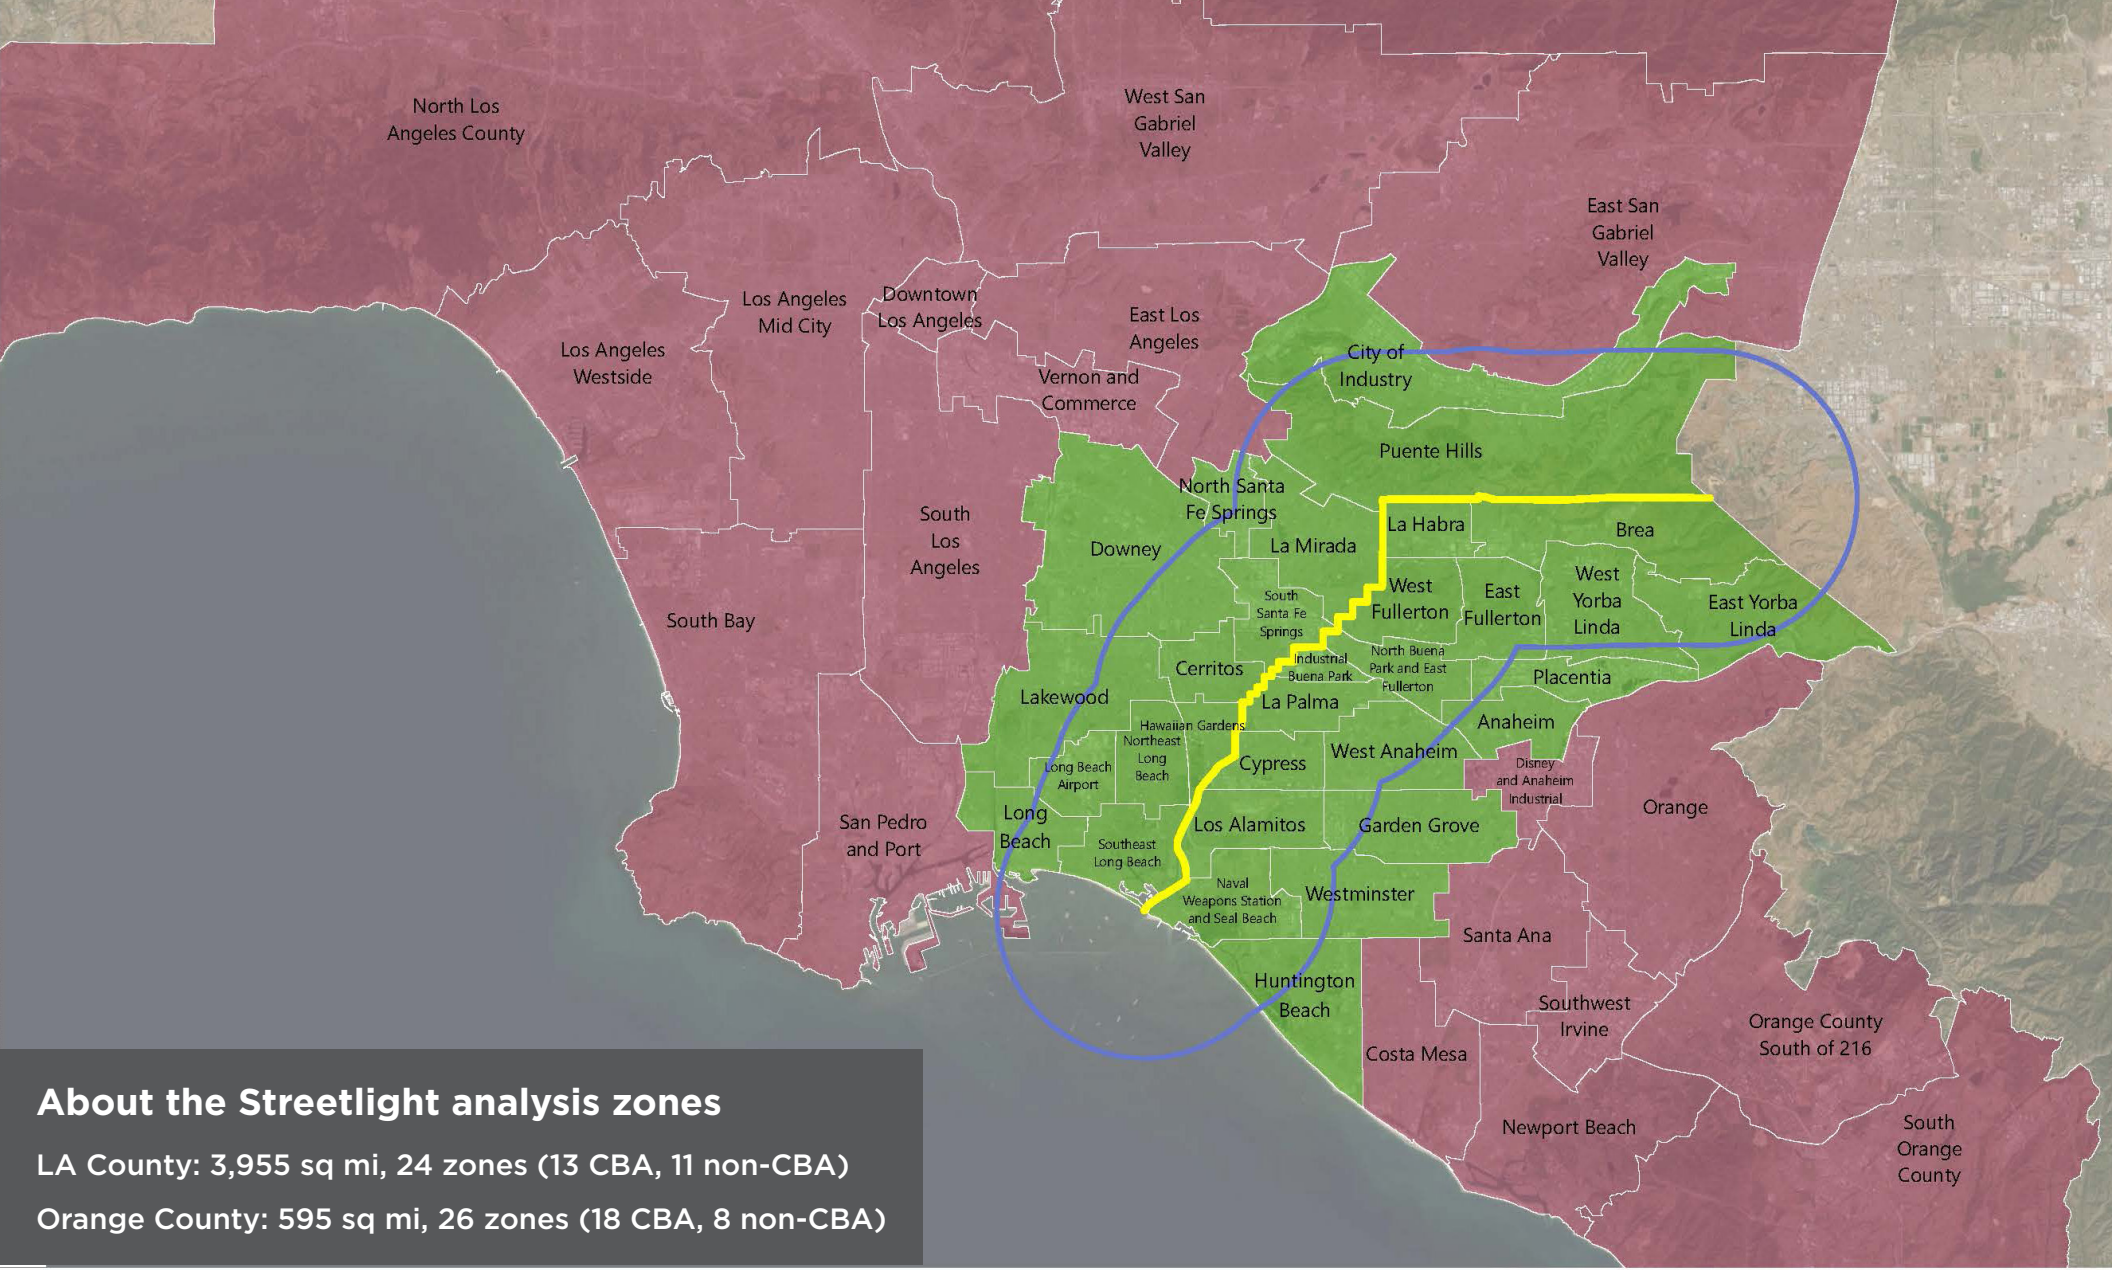 North Los
Angeles County
West San
Gabriel
Valley
East San
Gabriel
Valley
Los Angeles
Mid City
Downtown
Los Angeles
East Los
Angeles
Los Angeles
Westside
Vernon and
Commerce
City of
Industry
Puente Hills
North Santa
Fe Springs
South
Los
Angeles
Downey
La Mirada
La Habra
Brea
South Bay
South
Santa Fe
Springs
West
Fullerton
East
Fullerton
West
Yorba
Linda
East Yorba
Linda
Cerritos
Industrial
Buena Park
North Buena
Park and East
Fullerton
Placentia
Lakewood
La Palma
Hawaiian Gardens
Northeast
Long
Beach
Anaheim
Long Beach
Airport
Cypress
West Anaheim
Disney
and Anaheim
Industrial
Orange
San Pedro
and Port
Long
Beach
Southeast
Long Beach
Los Alamitos
Garden Grove
Naval
Weapons Station
and Seal Beach
Westminster
Santa Ana
Huntington
Beach
Southwest
Irvine
Orange County
South of 216
Costa Mesa
Newport Beach
South
Orange
County
About the Streetlight analysis zones
LA County: 3,955 sq mi, 24 zones (13 CBA, 11 non-CBA)
Orange County: 595 sq mi, 26 zones (18 CBA, 8 non-CBA)